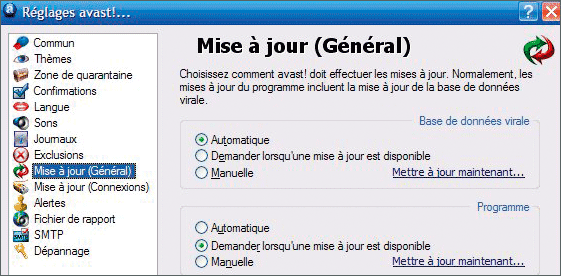 Réglages avast!...
Commun
Thèmes
Zone de quarantaine
Confirmations
Langue
Sons
Journaux
Exclusions
Mise à jour (Général)
Mise à jour (Connexions)
Alertes
Fichier de rapport
SMTP
Dépannage
Mise à jour (Général)
Choisissez comment avast! doit effectuer les mises à jour. Normalement, les
mises à jour du programme incluent la mise à jour de la base de données
virale.
Base de données virale
Automatique
Demander lorsqu'une mise à jour est disponible
Manuelle
Mettre à jour maintenant...
Programme
Automatique
Demander lorsqu'une mise à jour est disponible
Manuelle
Mettre à jour maintenant...